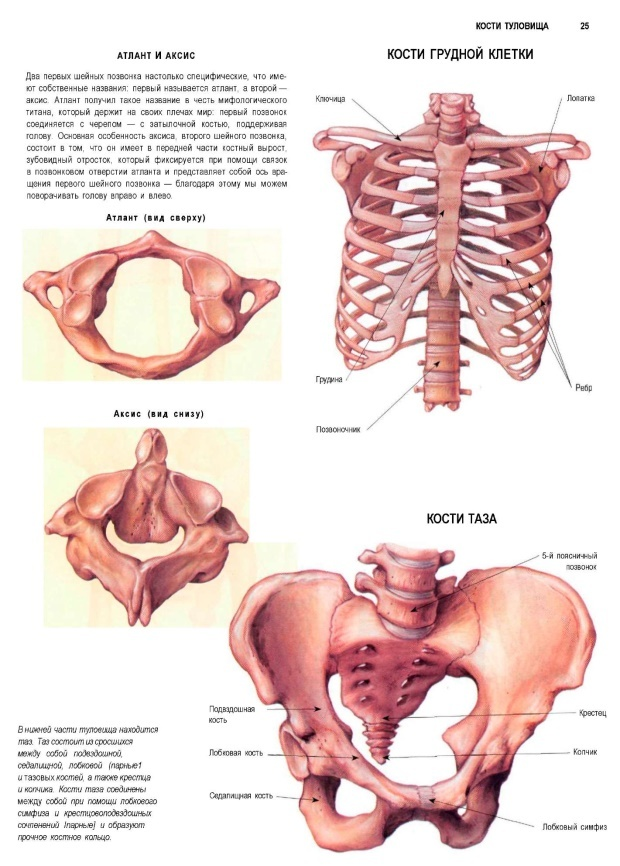 КОСТИ ТУЛОВИЩА 25
АТЛАНТ И АКСИС
Два первых шейных позвонка настолько специфические, что име-
ют собственные названия: первый называется атлант, а второй —
аксис. Атлант получил такое название в честь мифологического
титана, который держит на своих плечах мир: первый позвонок
соединяется с черепом — с затылочной костью, поддерживая
голову. Основная особенность аксиса, второго шейного позвонка,
состоит в том, что он имеет в передней части костный вырост,
зубовидный отросток, который фиксируется при помощи связок
в позвонковом отверстии атланта и представляет собой ось вра-
щения первого шейного позвонка — благодаря этому мы можем
поворачивать голову вправо и влево.
Атлант (вид сверху)
Аксис (вид снизу)
КОСТИ ГРУДНОЙ КЛЕТКИ
Ключица
Лопатка
Грудина
Ребр
Позвоночник
КОСТИ ТАЗА
5-й поясничный
позвонок
Подвздошная
кость
Крестец
Лобковая кость
Копчик
Седалищная кость
Лобковый симфиз
В нижней части туловища находится
таз. Таз состоит из сросшихся
между собой подвздошной,
седалищной, лобковой (парные1
и тазовых костей, а также крестца
и копчика. Кости таза соединены
между собой при помощи лобкового
симфиза и крестцовоподвздошных
сочленений Iпарные] и образуют
прочное костное кольцо.